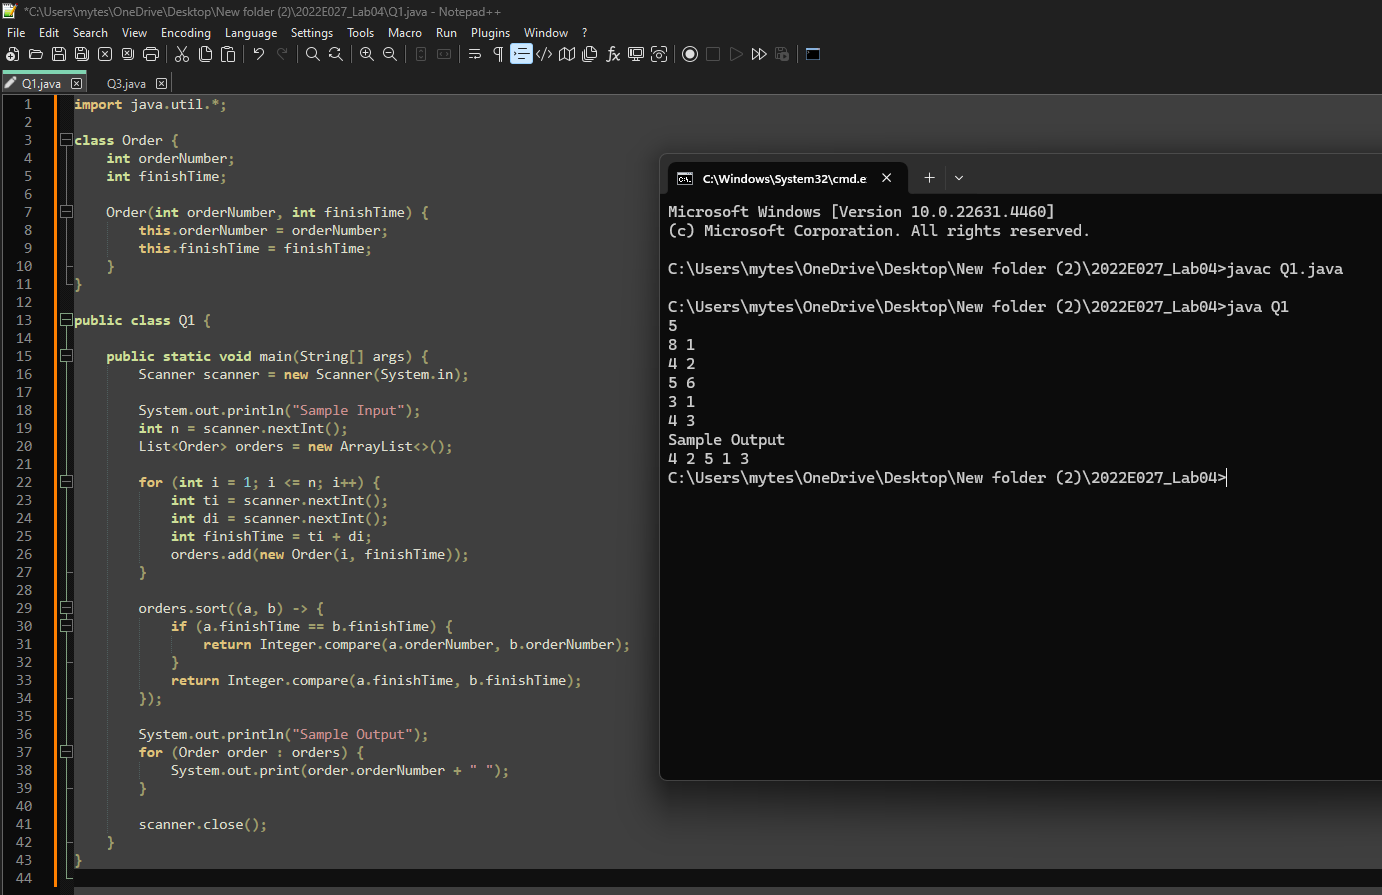 *C:\Users\mytes\OneDrive\Desktop\New folder (2)\2022E027_Lab04\Q1.java - Notepad++
File Edit Search View Encoding Language Settings Tools Macro Run Plugins Window ?
Q1.java Q3.java
1 import java.util.*;
2
3 class Order {
4     int orderNumber;
5     int finishTime;
6
7     Order(int orderNumber, int finishTime) {
8         this.orderNumber = orderNumber;
9         this.finishTime = finishTime;
10     }
11 }
12
13 public class Q1 {
14
15     public static void main(String[] args) {
16         Scanner scanner = new Scanner(System.in);
17
18         System.out.println("Sample Input");
19         int n = scanner.nextInt();
20         List<Order> orders = new ArrayList<>();
21
22         for (int i = 1; i <= n; i++) {
23             int ti = scanner.nextInt();
24             int di = scanner.nextInt();
25             int finishTime = ti + di;
26             orders.add(new Order(i, finishTime));
27         }
28
29         orders.sort((a, b) -> {
30             if (a.finishTime == b.finishTime) {
31                 return Integer.compare(a.orderNumber, b.orderNumber);
32             }
33             return Integer.compare(a.finishTime, b.finishTime);
34         });
35
36         System.out.println("Sample Output");
37         for (Order order : orders) {
38             System.out.print(order.orderNumber + " ");
39         }
40
41         scanner.close();
42     }
43 }
44
C:\Windows\System32\cmd.e
Microsoft Windows [Version 10.0.22631.4460]
(c) Microsoft Corporation. All rights reserved.
C:\Users\mytes\OneDrive\Desktop\New folder (2)\2022E027_Lab04>javac Q1.java
C:\Users\mytes\OneDrive\Desktop\New folder (2)\2022E027_Lab04>java Q1
5
8 1
4 2
5 6
3 1
4 3
Sample Output
4 2 5 1 3
C:\Users\mytes\OneDrive\Desktop\New folder (2)\2022E027_Lab04>